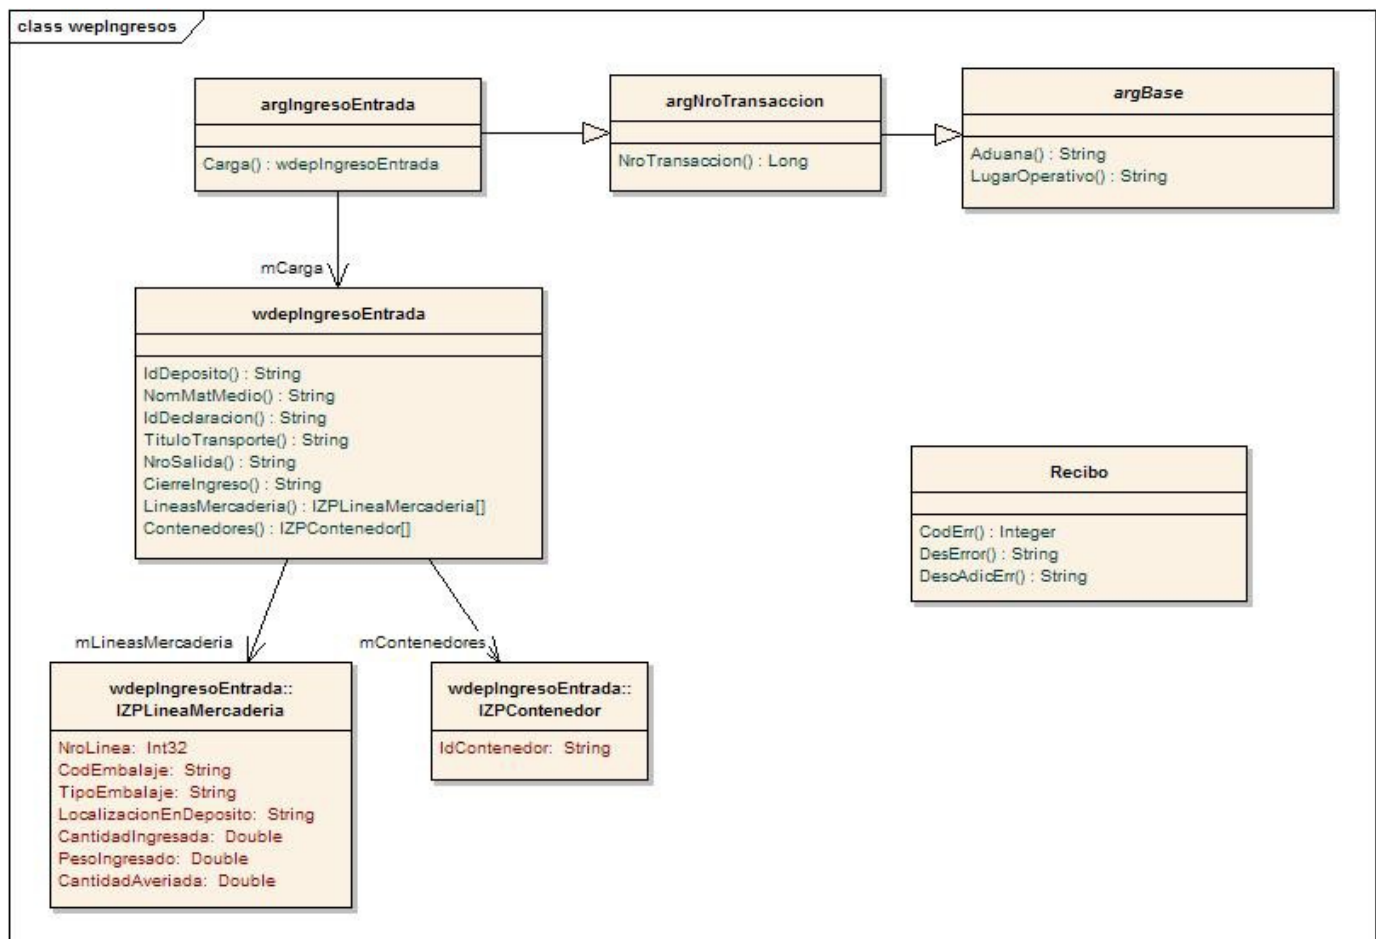 class wepIngresos
argIngresoEntrada
Carga() : wdepIngresoEntrada
argNroTransaccion
NroTransaccion() : Long
argBase
Aduana() : String
LugarOperativo() : String
mCarga
wdepIngresoEntrada
IdDeposito() : String
NomMatMedio() : String
IdDeclaracion() : String
TituloTransporte() : String
NroSalida() : String
CierreIngreso() : String
LineasMercaderia() : IZPLineaMercaderia[]
Contenedores() : IZPContenedor[]
Recibo
CodErr() : Integer
DesError() : String
DescAdicErr() : String
mLineasMercaderia
mContenedores
wdepIngresoEntrada::
IZPLineaMercaderia
NroLinea: Int32
CodEmbalaje: String
TipoEmbalaje: String
LocalizacionEnDeposito: String
CantidadIngresada: Double
PesoIngresado: Double
CantidadAveriada: Double
wdepIngresoEntrada::
IZPContenedor
IdContenedor: String